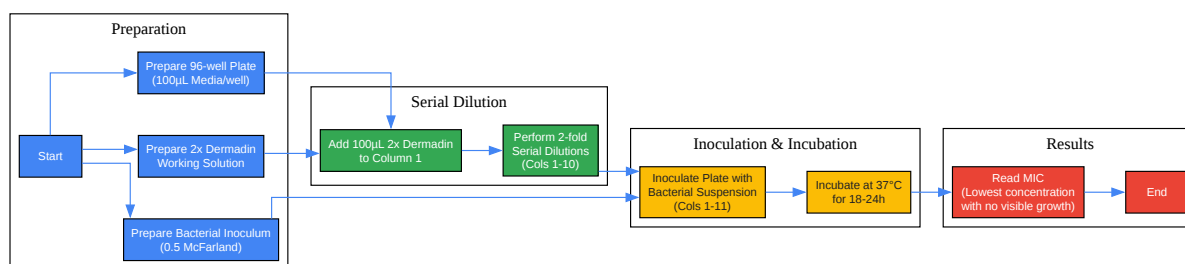 Preparation
Prepare 96-well Plate
(100µL Media/well)
Start
Prepare 2x Dermadin
Working Solution
Prepare Bacterial Inoculum
(0.5 McFarland)
Serial Dilution
Add 100µL 2x Dermadin
to Column 1
Perform 2-fold
Serial Dilutions
(Cols 1-10)
Inoculation & Incubation
Inoculate Plate with
Bacterial Suspension
(Cols 1-11)
Incubate at 37°C
for 18-24h
Results
Read MIC
(Lowest concentration
with no visible growth)
End